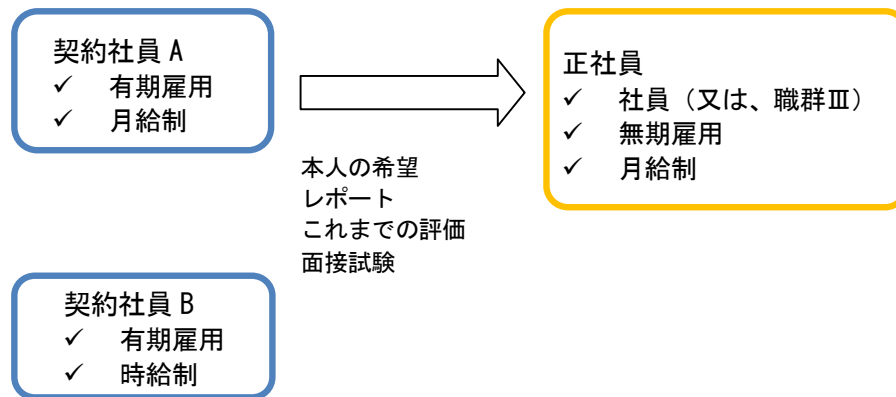 契約社員A
✓ 有期雇用
✓ 月給制
本人の希望
レポート
これまでの評価
面接試験
正社員
✓ 社員(又は、職群Ⅲ)
✓ 無期雇用
✓ 月給制
契約社員B
✓ 有期雇用
✓ 時給制